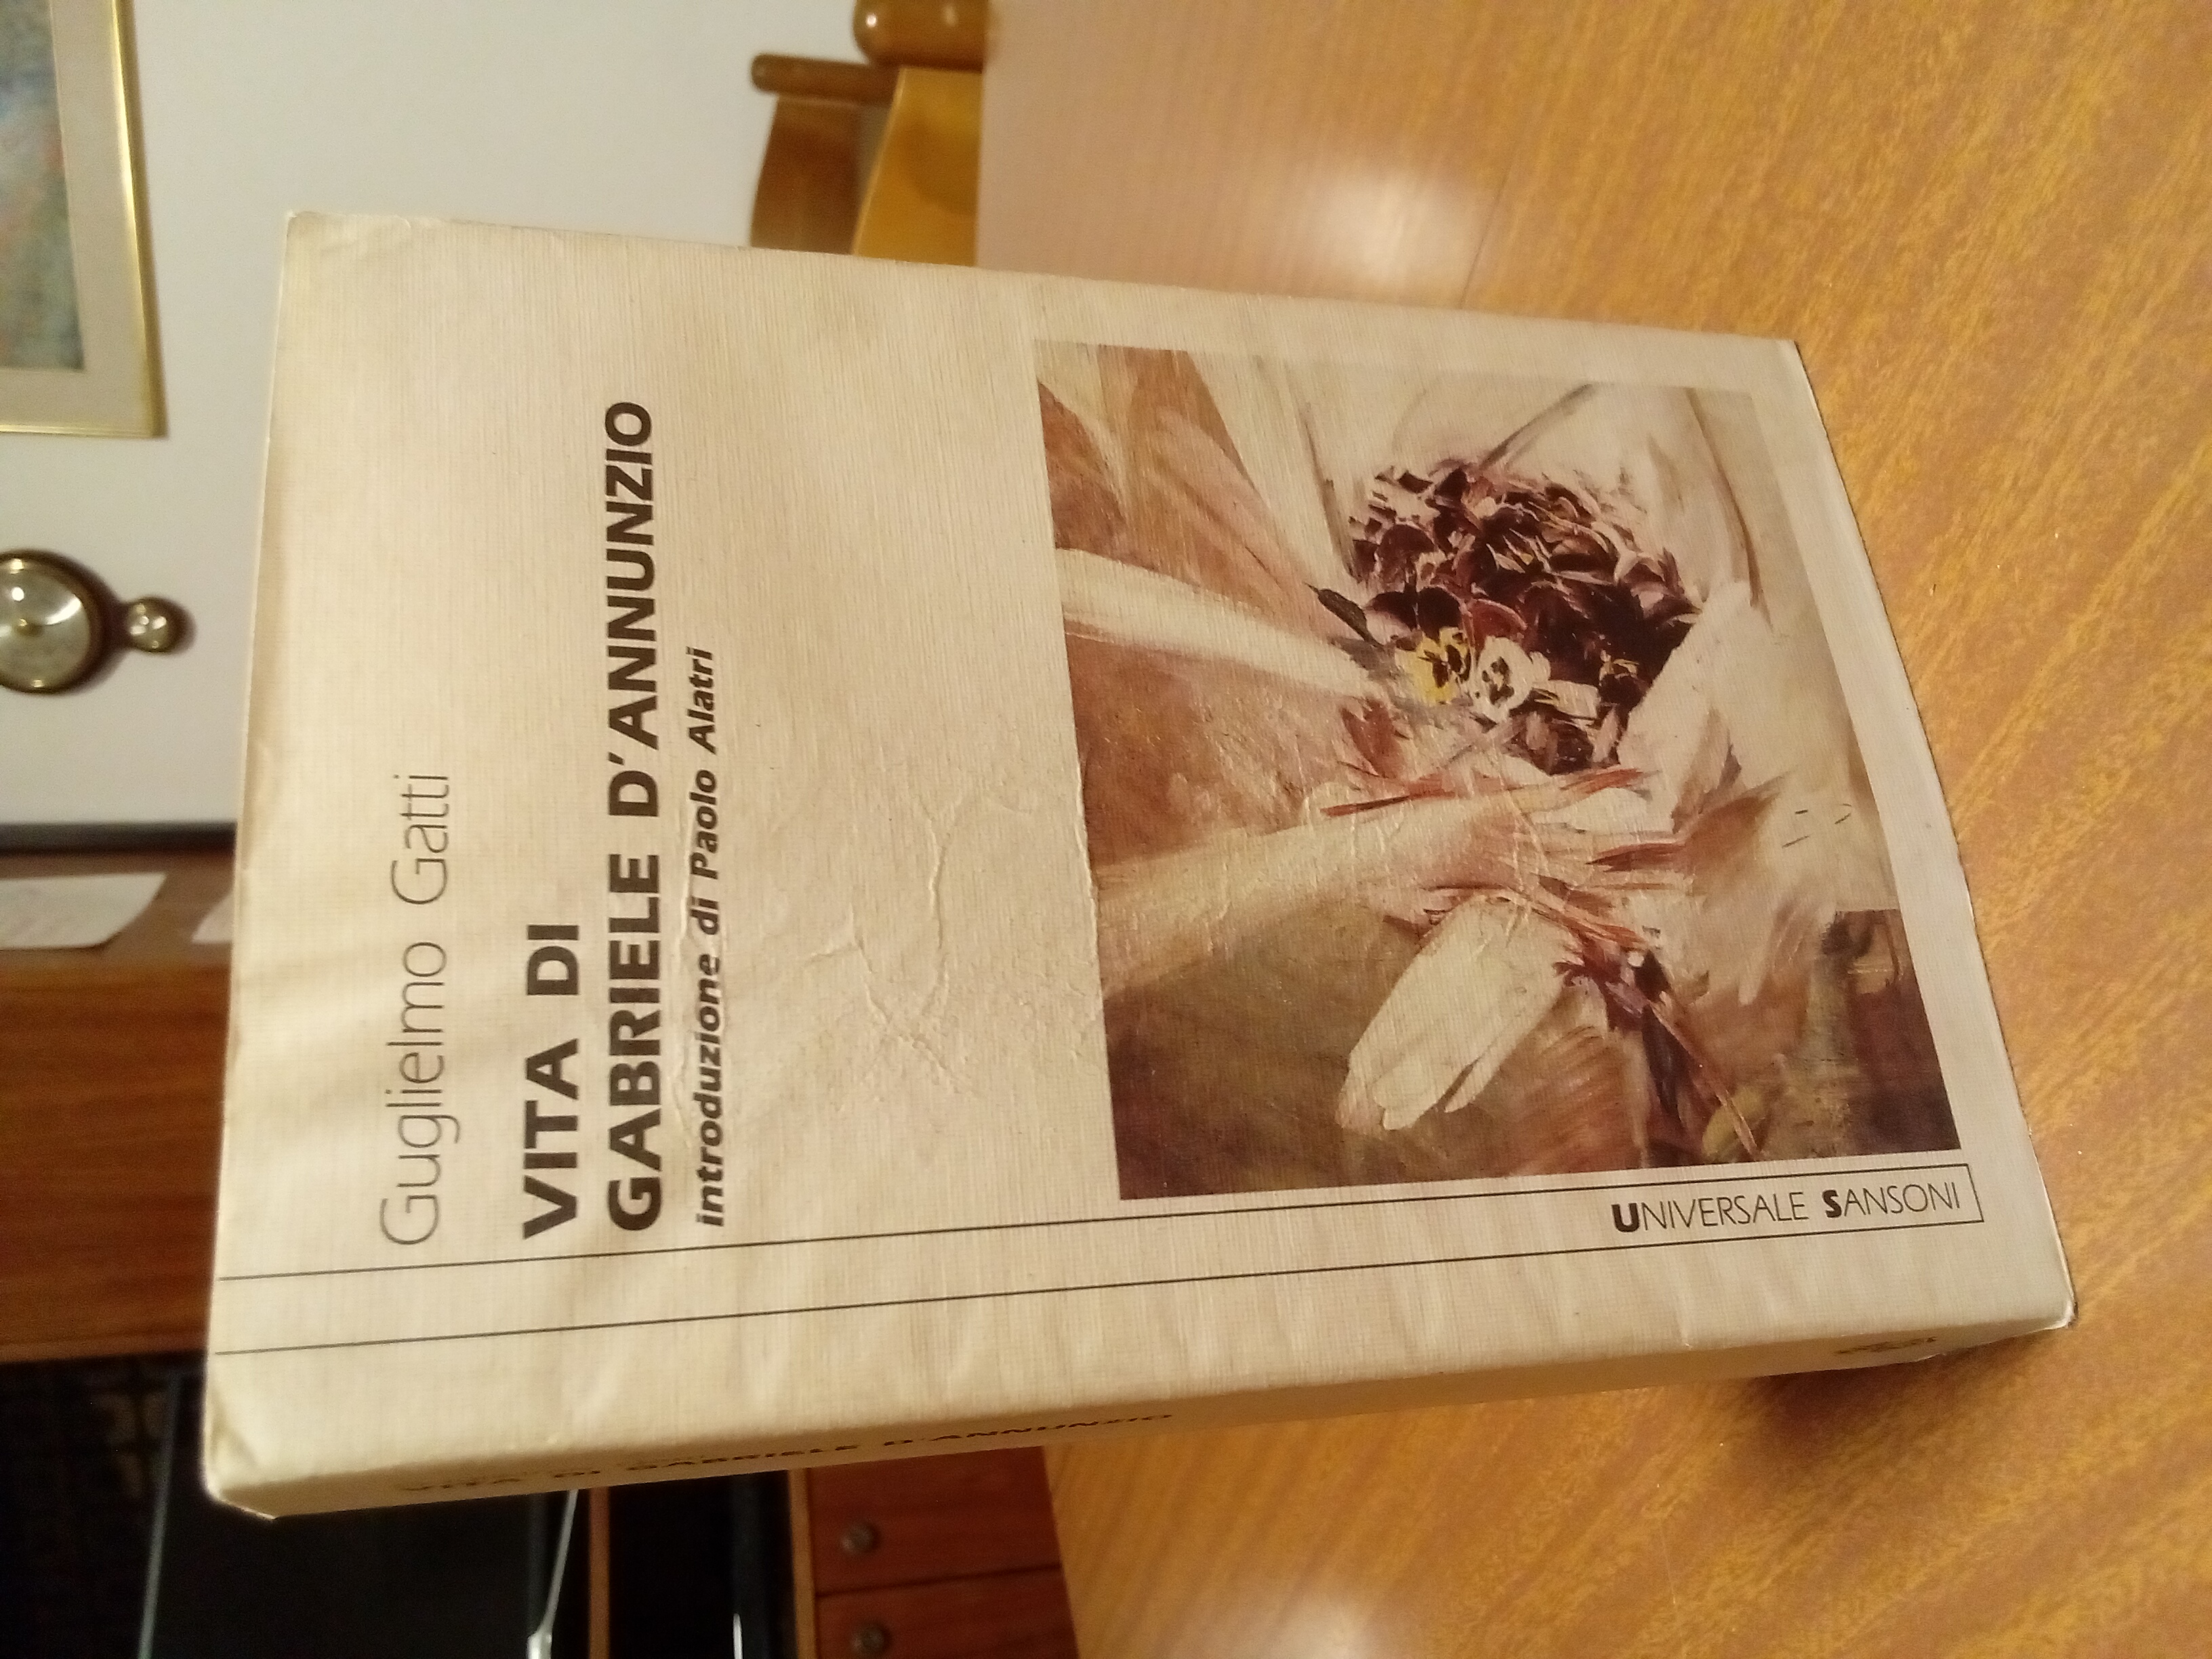 Guglielmo Gatti
VITA DI
GABRIELE D'ANNUNZIO
introduzione di Paolo Alatri
UNIVERSALE SANSONI
VITA DI GABRIELE D'ANNUNZIO